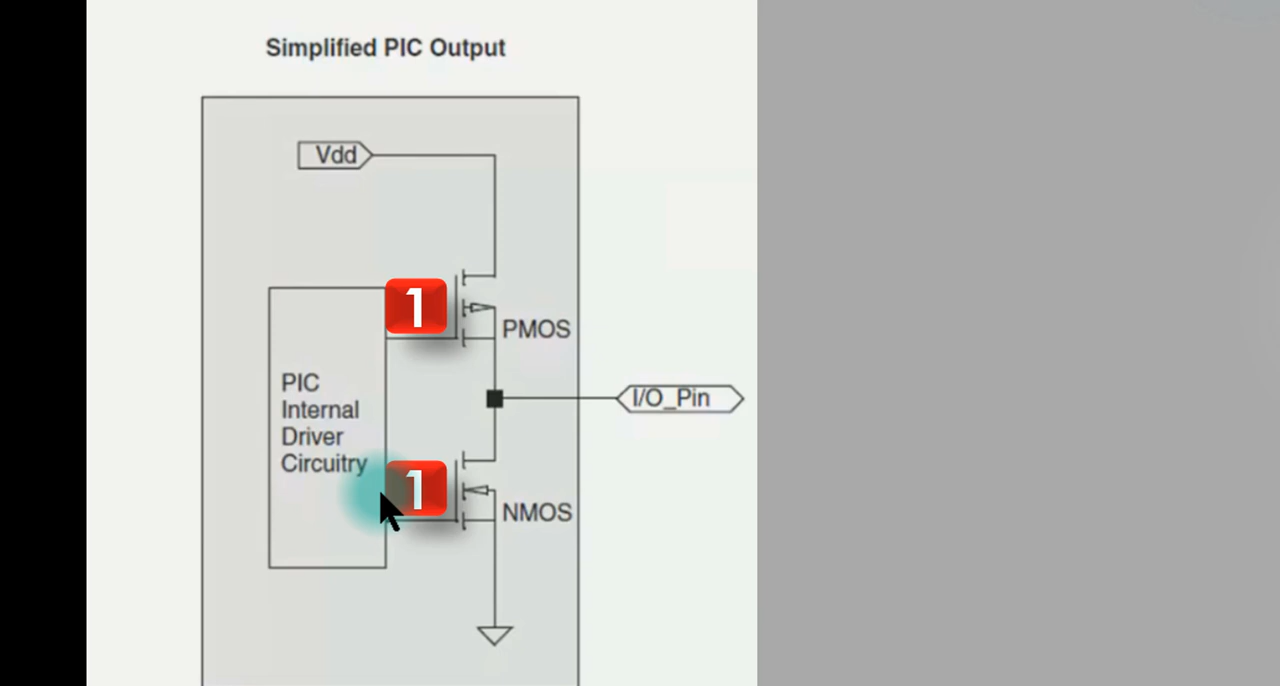 Simplified PIC Output
Vdd
1
PMOS
PIC
Internal
Driver
Circuitry
I/O_Pin
1
NMOS